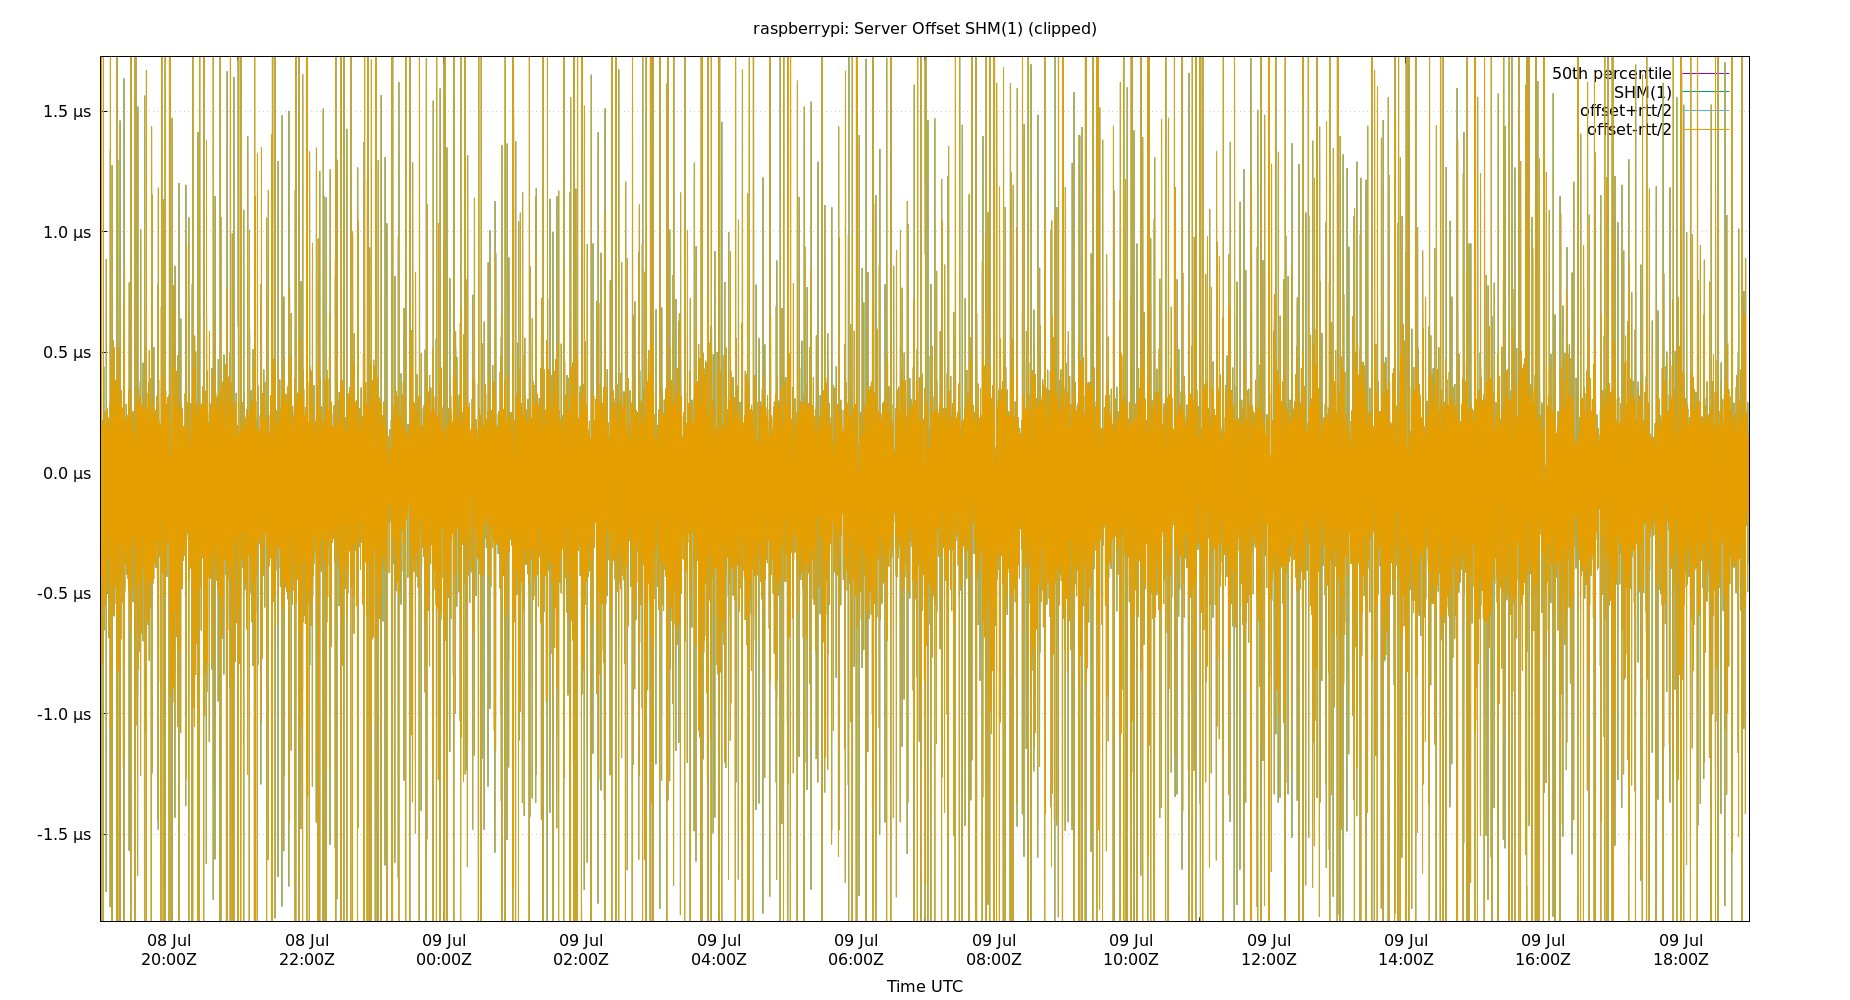 raspberrypi: Server Offset SHM(1) (clipped)
50th percentile
SHM(1)
offset+rtt/2
offset-rtt/2
1.5 µs
1.0 µs
0.5 µs
0.0 µs
-0.5 µs
-1.0 µs
-1.5 µs
08 Jul 08 Jul 09 Jul 09 Jul 09 Jul 09 Jul 09 Jul 09 Jul 09 Jul 09 Jul 09 Jul 09 Jul
20:00Z 22:00Z 00:00Z 02:00Z 04:00Z 06:00Z 08:00Z 10:00Z 12:00Z 14:00Z 16:00Z 18:00Z
Time UTC